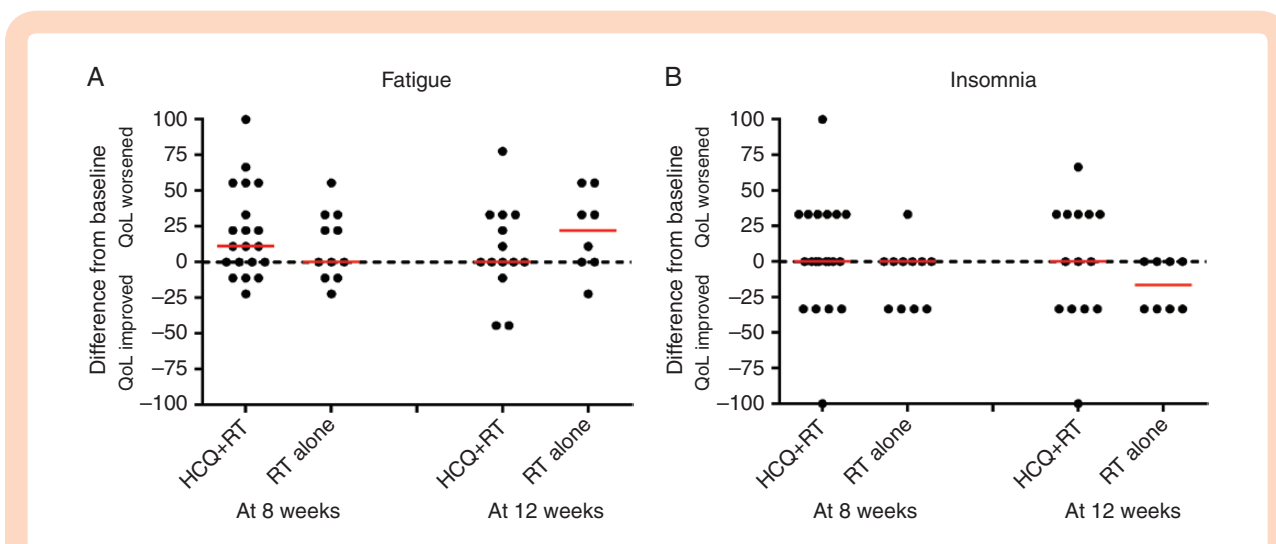 A
Fatigue
Difference from baseline
QoL improved QoL worsened
100
75
50
25
0
−25
−50
−75
−100
HCQ+RT
RT alone
HCQ+RT
RT alone
At 8 weeks
At 12 weeks
B
Insomnia
Difference from baseline
QoL improved QoL worsened
100
75
50
25
0
−25
−50
−75
−100
HCQ+RT
RT alone
HCQ+RT
RT alone
At 8 weeks
At 12 weeks